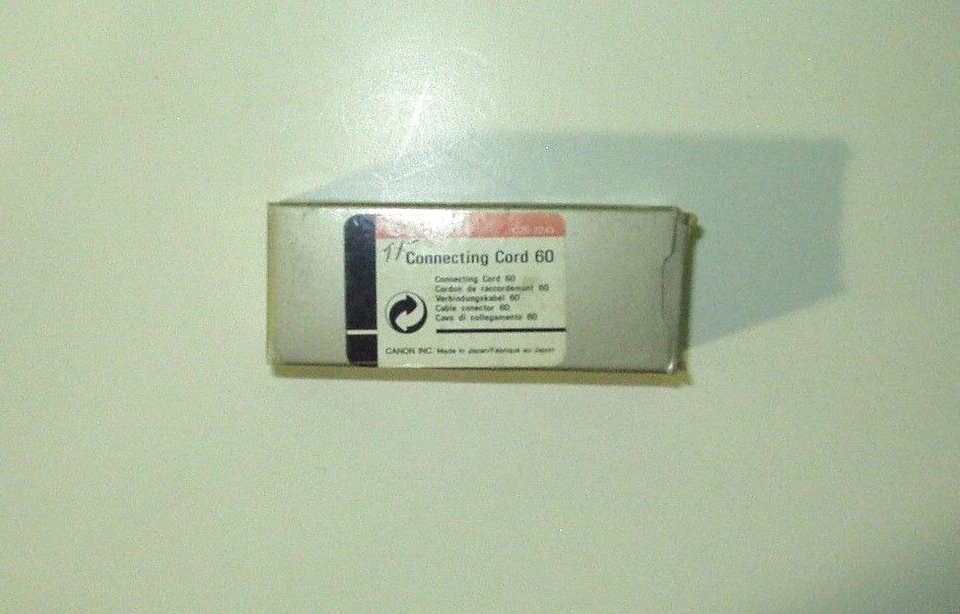 Connecting Cord 60
Connecting Cord 60
Cordon de raccordement 60
Verbindungskabel 60
Cable conector 60
Cavo di collegamento 60
CANON INC. Made in Japan/Fabriqué au Japon